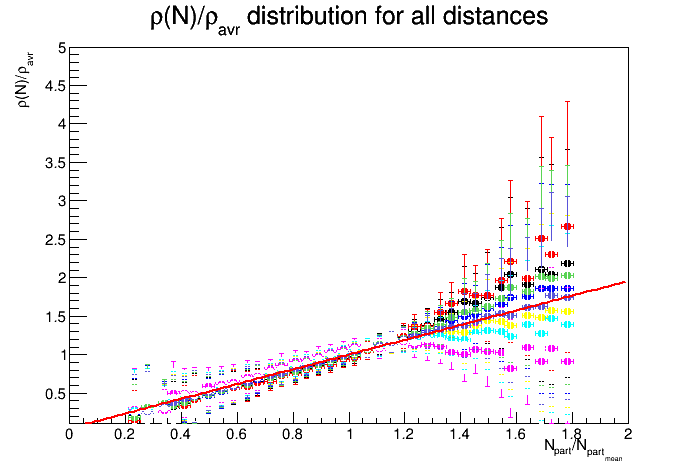 ρ(N)/ρavr distribution for all distances
ρ(N)/ρavr
5
4.5
4
3.5
3
2.5
2
1.5
1
0.5
0 0.2 0.4 0.6 0.8 1 1.2 1.4 1.6 1.8 2
Npart/Npartmean